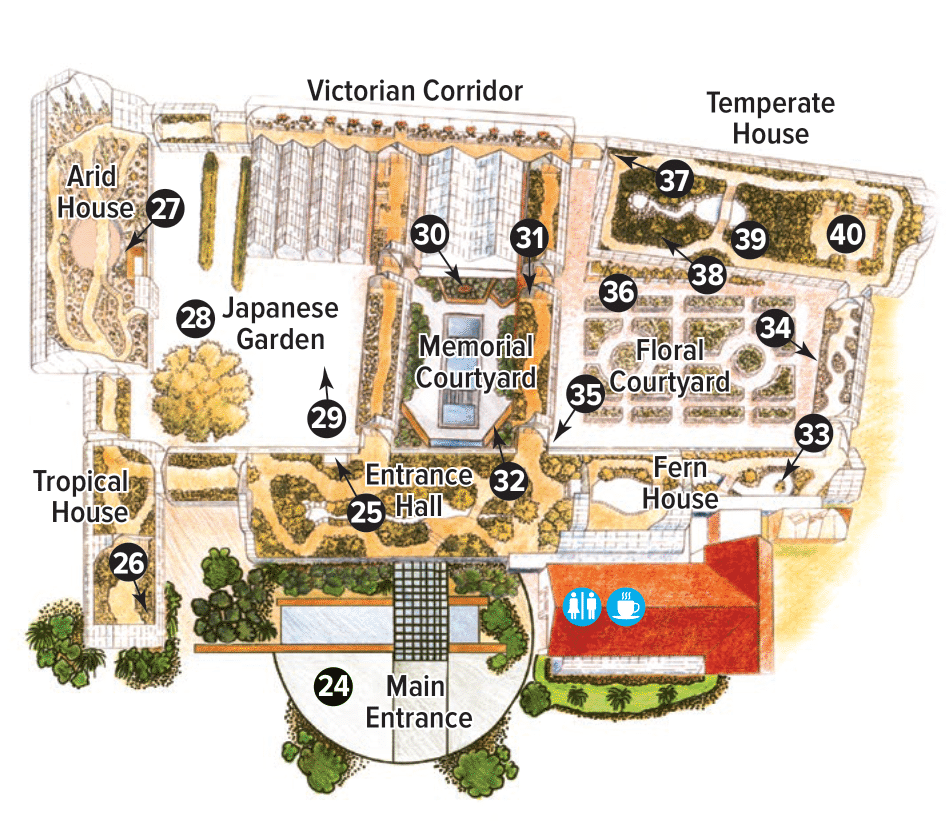 Victorian Corridor
Temperate
House
Arid
House
27
37
30
31
39
40
38
36
28
Japanese
Garden
34
Memorial
Courtyard
Floral
Courtyard
35
29
33
Tropical
House
Entrance
Hall
25
32
Fern
House
26
24
Main
Entrance